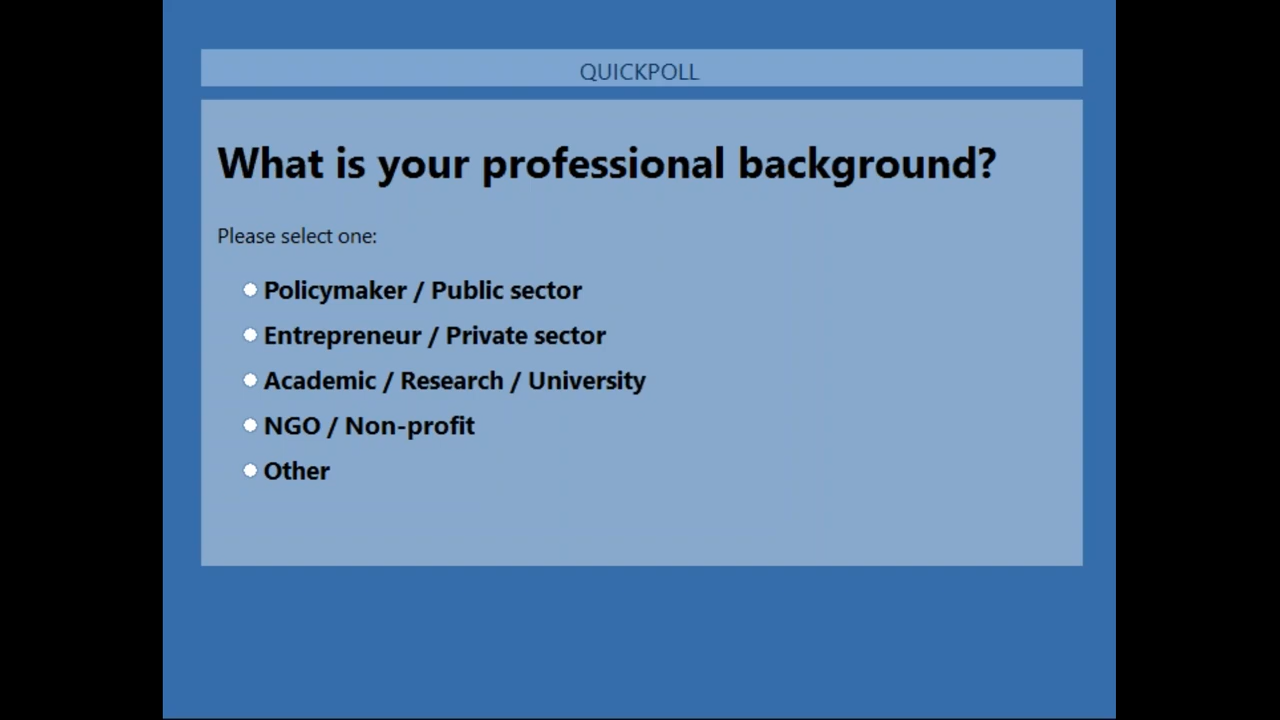 QUICKPOLL
What is your professional background?
Please select one:
Policymaker / Public sector
Entrepreneur / Private sector
Academic / Research / University
NGO / Non-profit
Other